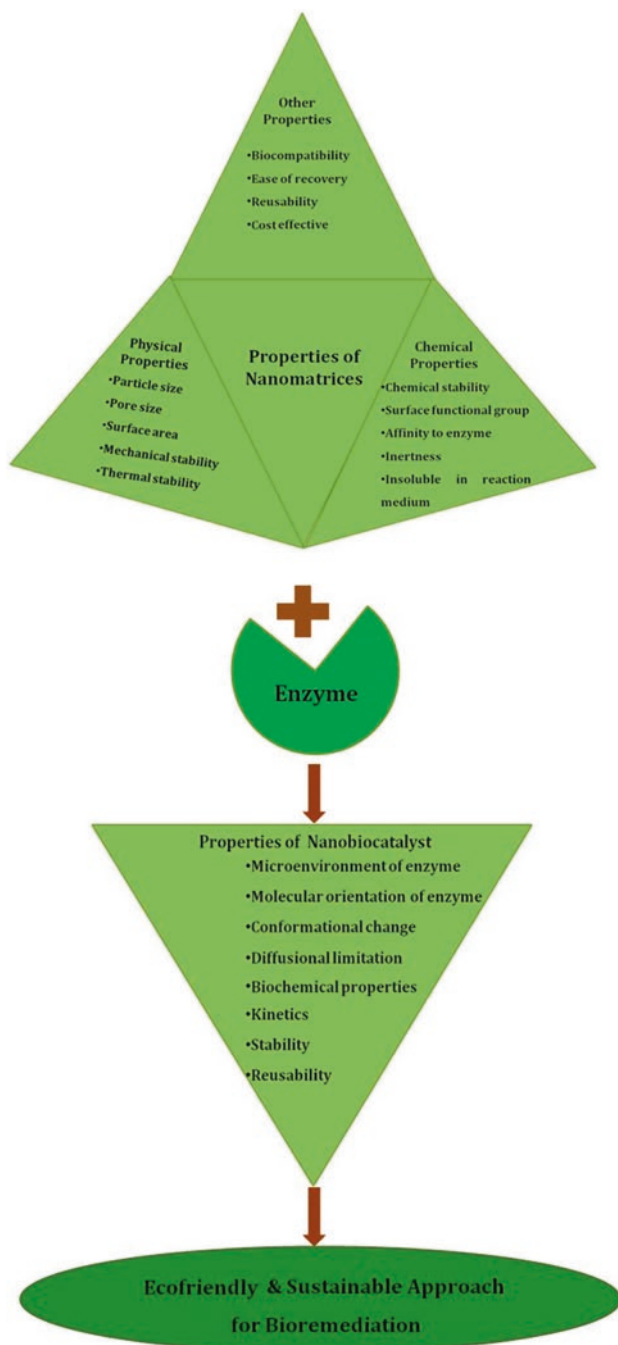 Other
Properties
•Biocompatibility
•Ease of recovery
•Reusability
•Cost effective
Physical
Properties
•Particle size
•Pore size
•Surface area
•Mechanical stability
•Thermal stability
Properties of
Nanomatrices
Chemical
Properties
•Chemical stability
•Surface functional group
•Affinity to enzyme
•Inertness
•Insoluble in reaction
medium
Enzyme
Properties of Nanobiocatalyst
•Microenvironment of enzyme
•Molecular orientation of enzyme
•Conformational change
•Diffusional limitation
•Biochemical properties
•Kinetics
•Stability
•Reusability
Ecofriendly & Sustainable Approach
for Bioremediation